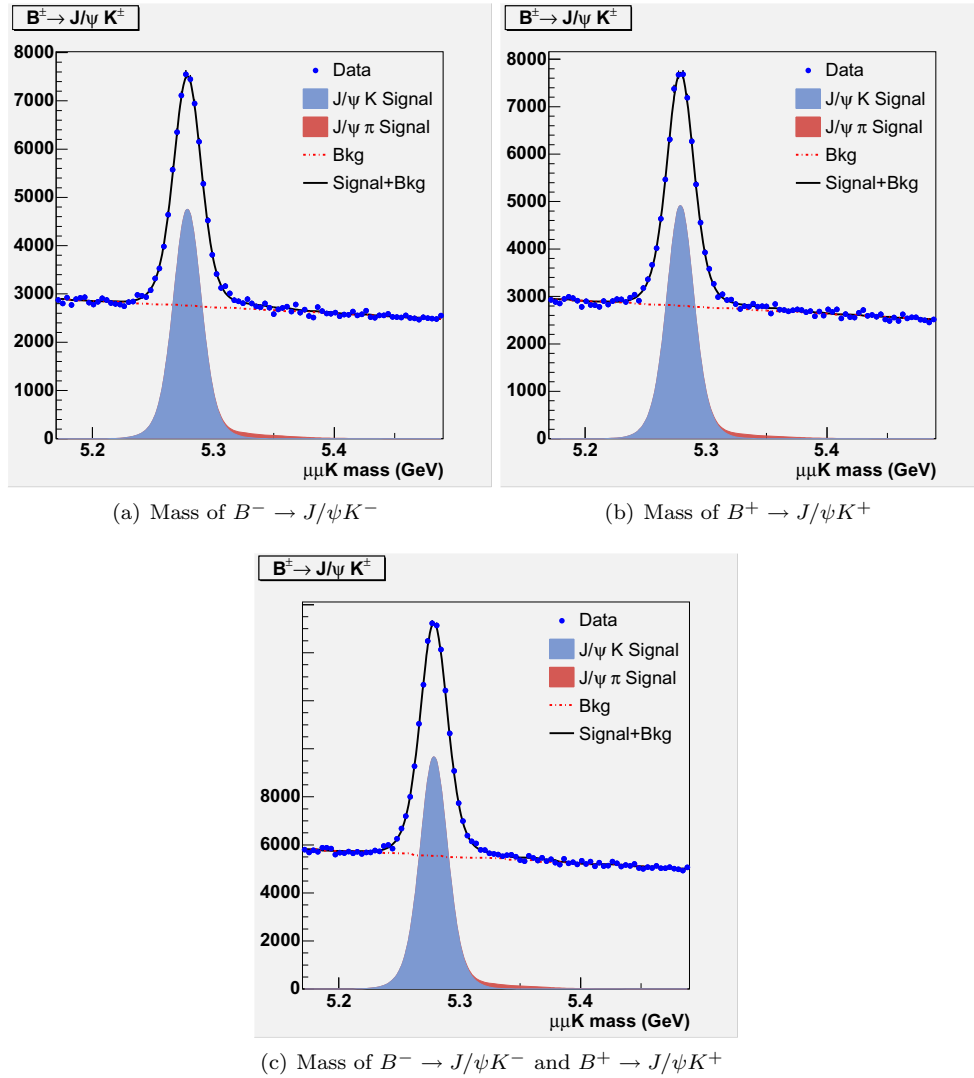 B± → J/ψ K±
8000
7000
6000
5000
4000
3000
2000
1000
0
Data
J/ψ K Signal
J/ψ π Signal
Bkg
Signal+Bkg
5.2 5.3 5.4
μμK mass (GeV)
(a) Mass of B⁻ → J/ψK⁻
B± → J/ψ K±
8000
7000
6000
5000
4000
3000
2000
1000
0
Data
J/ψ K Signal
J/ψ π Signal
Bkg
Signal+Bkg
5.2 5.3 5.4
μμK mass (GeV)
(b) Mass of B⁺ → J/ψK⁺
B± → J/ψ K±
8000
6000
4000
2000
0
Data
J/ψ K Signal
J/ψ π Signal
Bkg
Signal+Bkg
5.2 5.3 5.4
μμK mass (GeV)
(c) Mass of B⁻ → J/ψK⁻ and B⁺ → J/ψK⁺